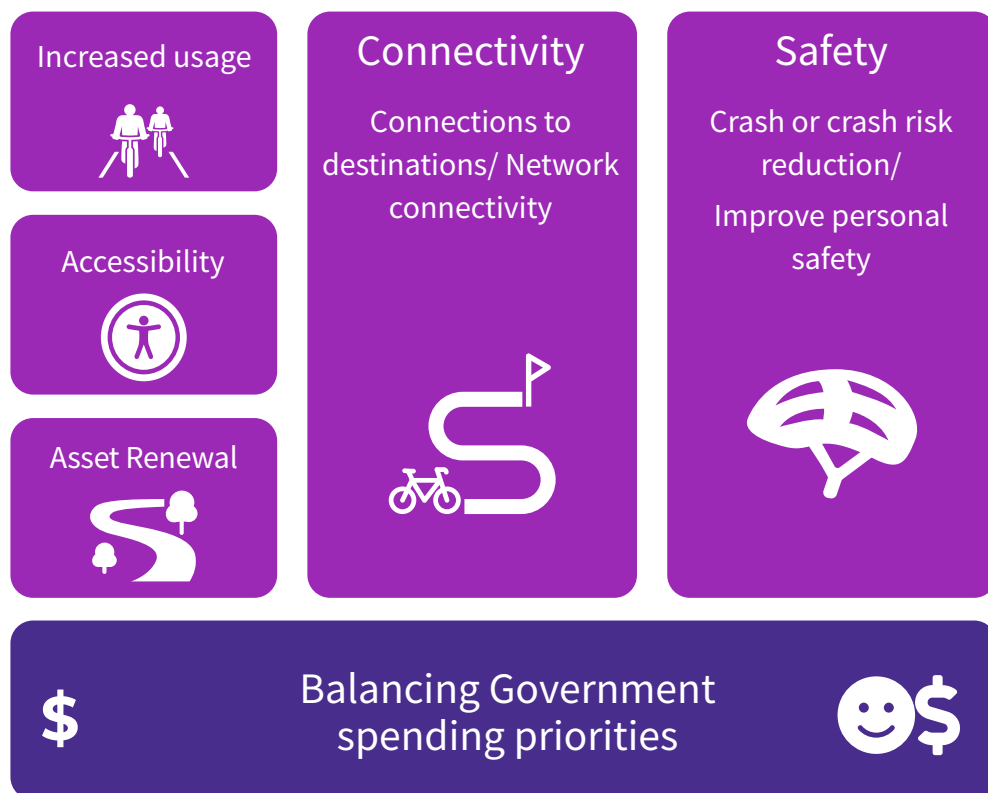 Increased usage
Accessibility
Asset Renewal
Connectivity
Connections to
destinations/ Network
connectivity
Safety
Crash or crash risk
reduction/
Improve personal
safety
$
Balancing Government
spending priorities
$